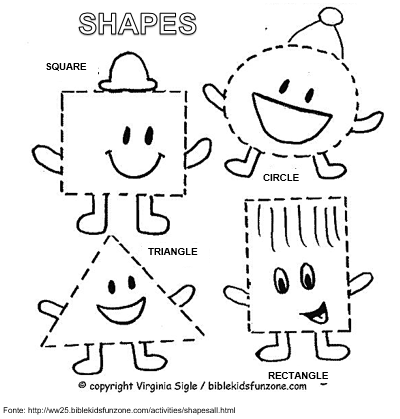 SHAPES
SQUARE
CIRCLE
TRIANGLE
RECTANGLE
© copyright Virginia Sigle / biblekidsfunzone.com
Fonte: http://ww25.biblekidsfunzone.com/activities/shapesall.html